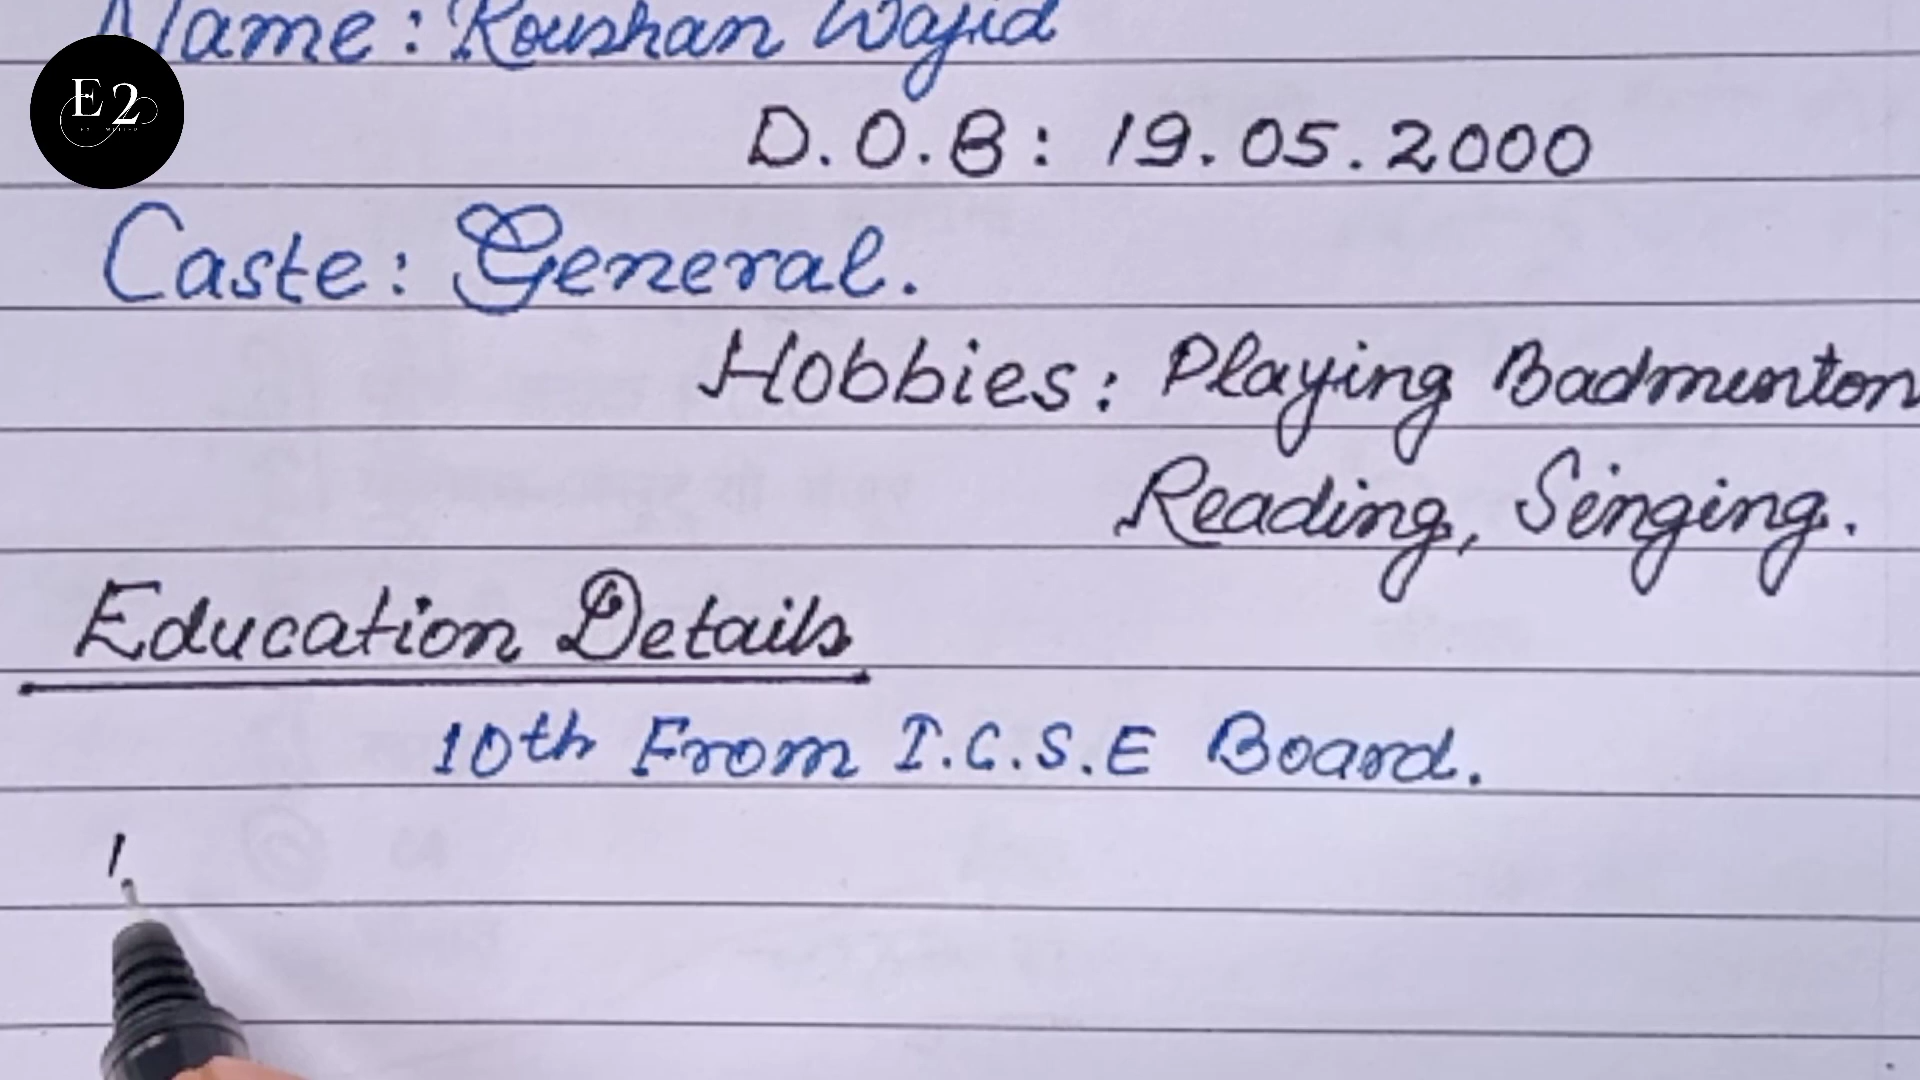 Name: Roushan Wajid
E2
D.O.B: 19.05.2000
Caste: General.
Hobbies: Playing Badminton
Reading, Singing.
Education Details
10th From I.C.S.E Board.
1